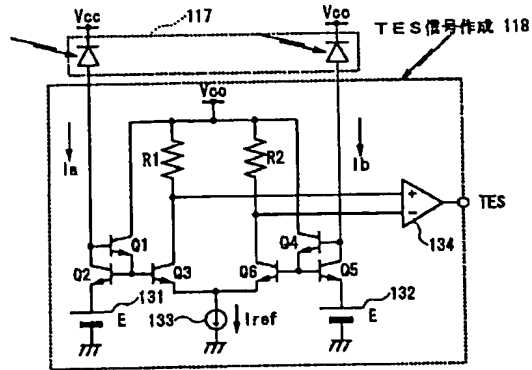 117
TES信号作成 118
Vcc
Vcc
Vcc
R1
R2
Ia
Ib
Q1
Q2
Q3
Q4
Q5
Q6
TES
134
131
E
133
Iref
132
E
+
-